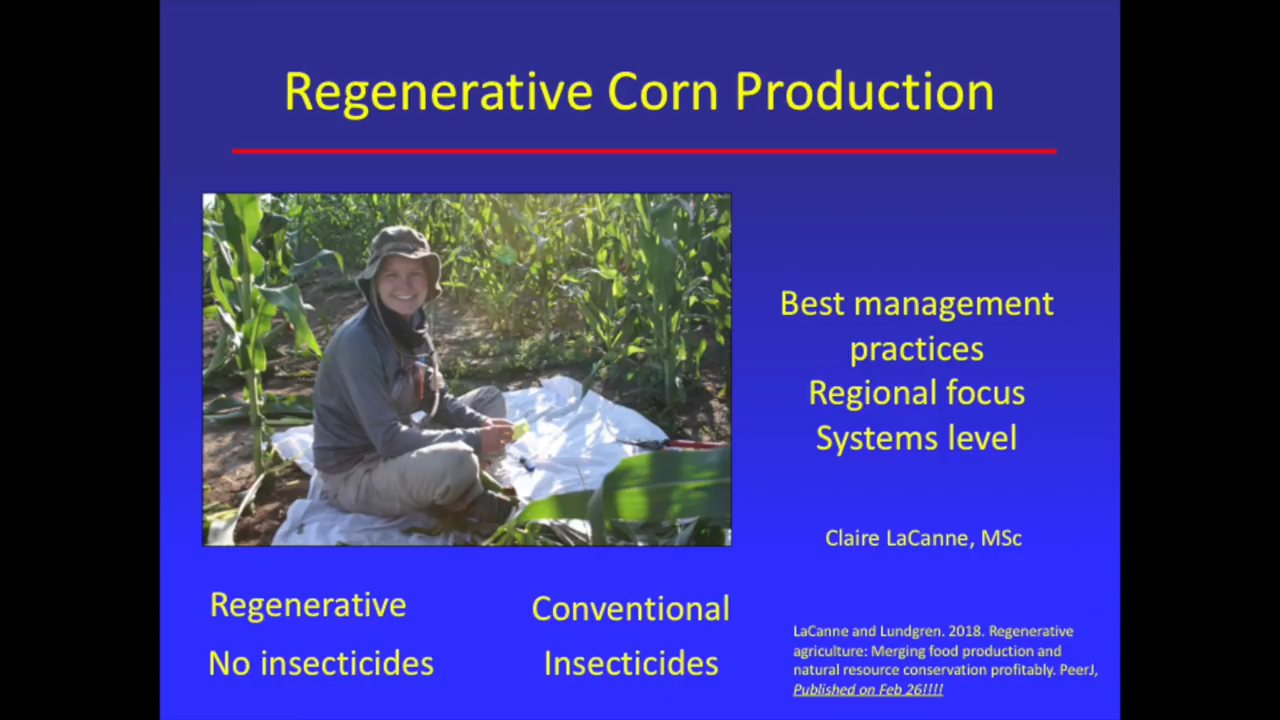 Regenerative Corn Production
Best management
practices
Regional focus
Systems level
Claire LaCanne, MSc
Regenerative
Conventional
No insecticides
Insecticides
LaCanne and Lundgren. 2018. Regenerative
agriculture: Merging food production and
natural resource conservation profitably. PeerJ,
Published on Feb 26!!!!